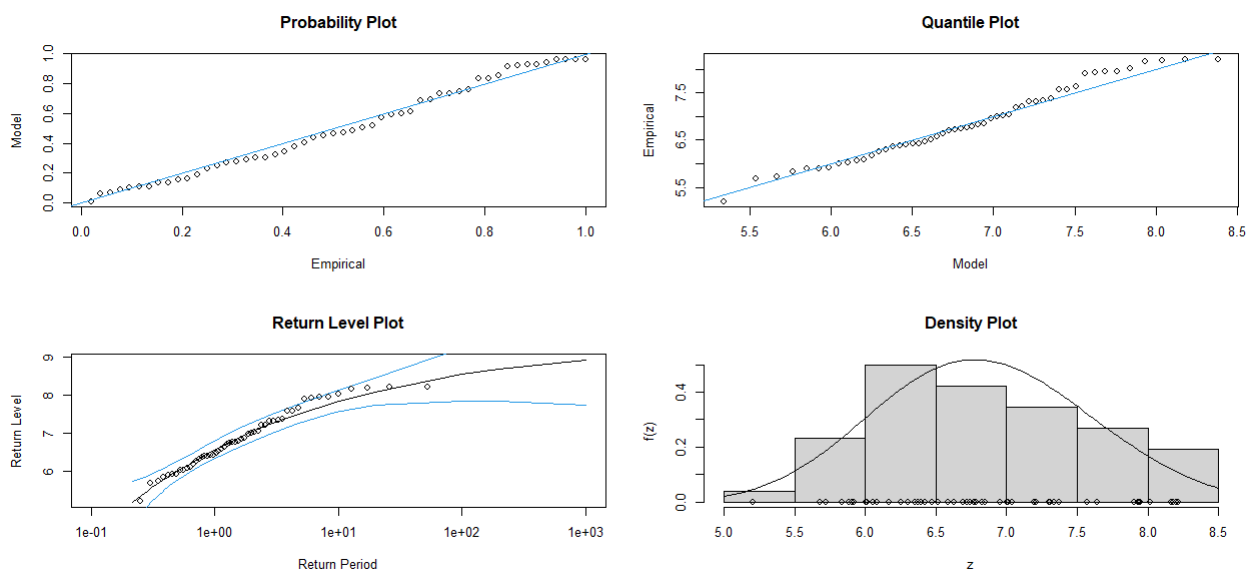 Probability Plot
Model
0.0 0.2 0.4 0.6 0.8 1.0
0.0 0.2 0.4 0.6 0.8 1.0
Empirical
Quantile Plot
Empirical
5.5 6.5 7.5
5.5 6.0 6.5 7.0 7.5 8.0 8.5
Model
Return Level Plot
Return Level
6 7 8 9
1e-01 1e+00 1e+01 1e+02 1e+03
Return Period
Density Plot
f(z)
0.0 0.2 0.4
5.0 5.5 6.0 6.5 7.0 7.5 8.0 8.5
z